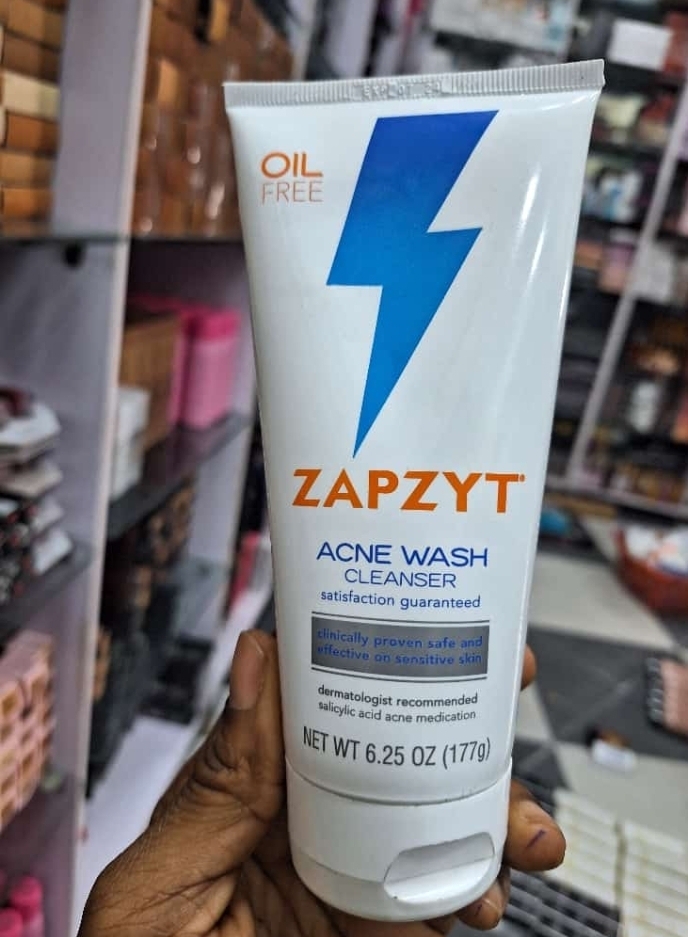 OIL
FREE
ZAPZYT®
ACNE WASH
CLEANSER
satisfaction guaranteed
clinically proven safe and
effective on sensitive skin
dermatologist recommended
salicylic acid acne medication
NET WT 6.25 OZ (177g)